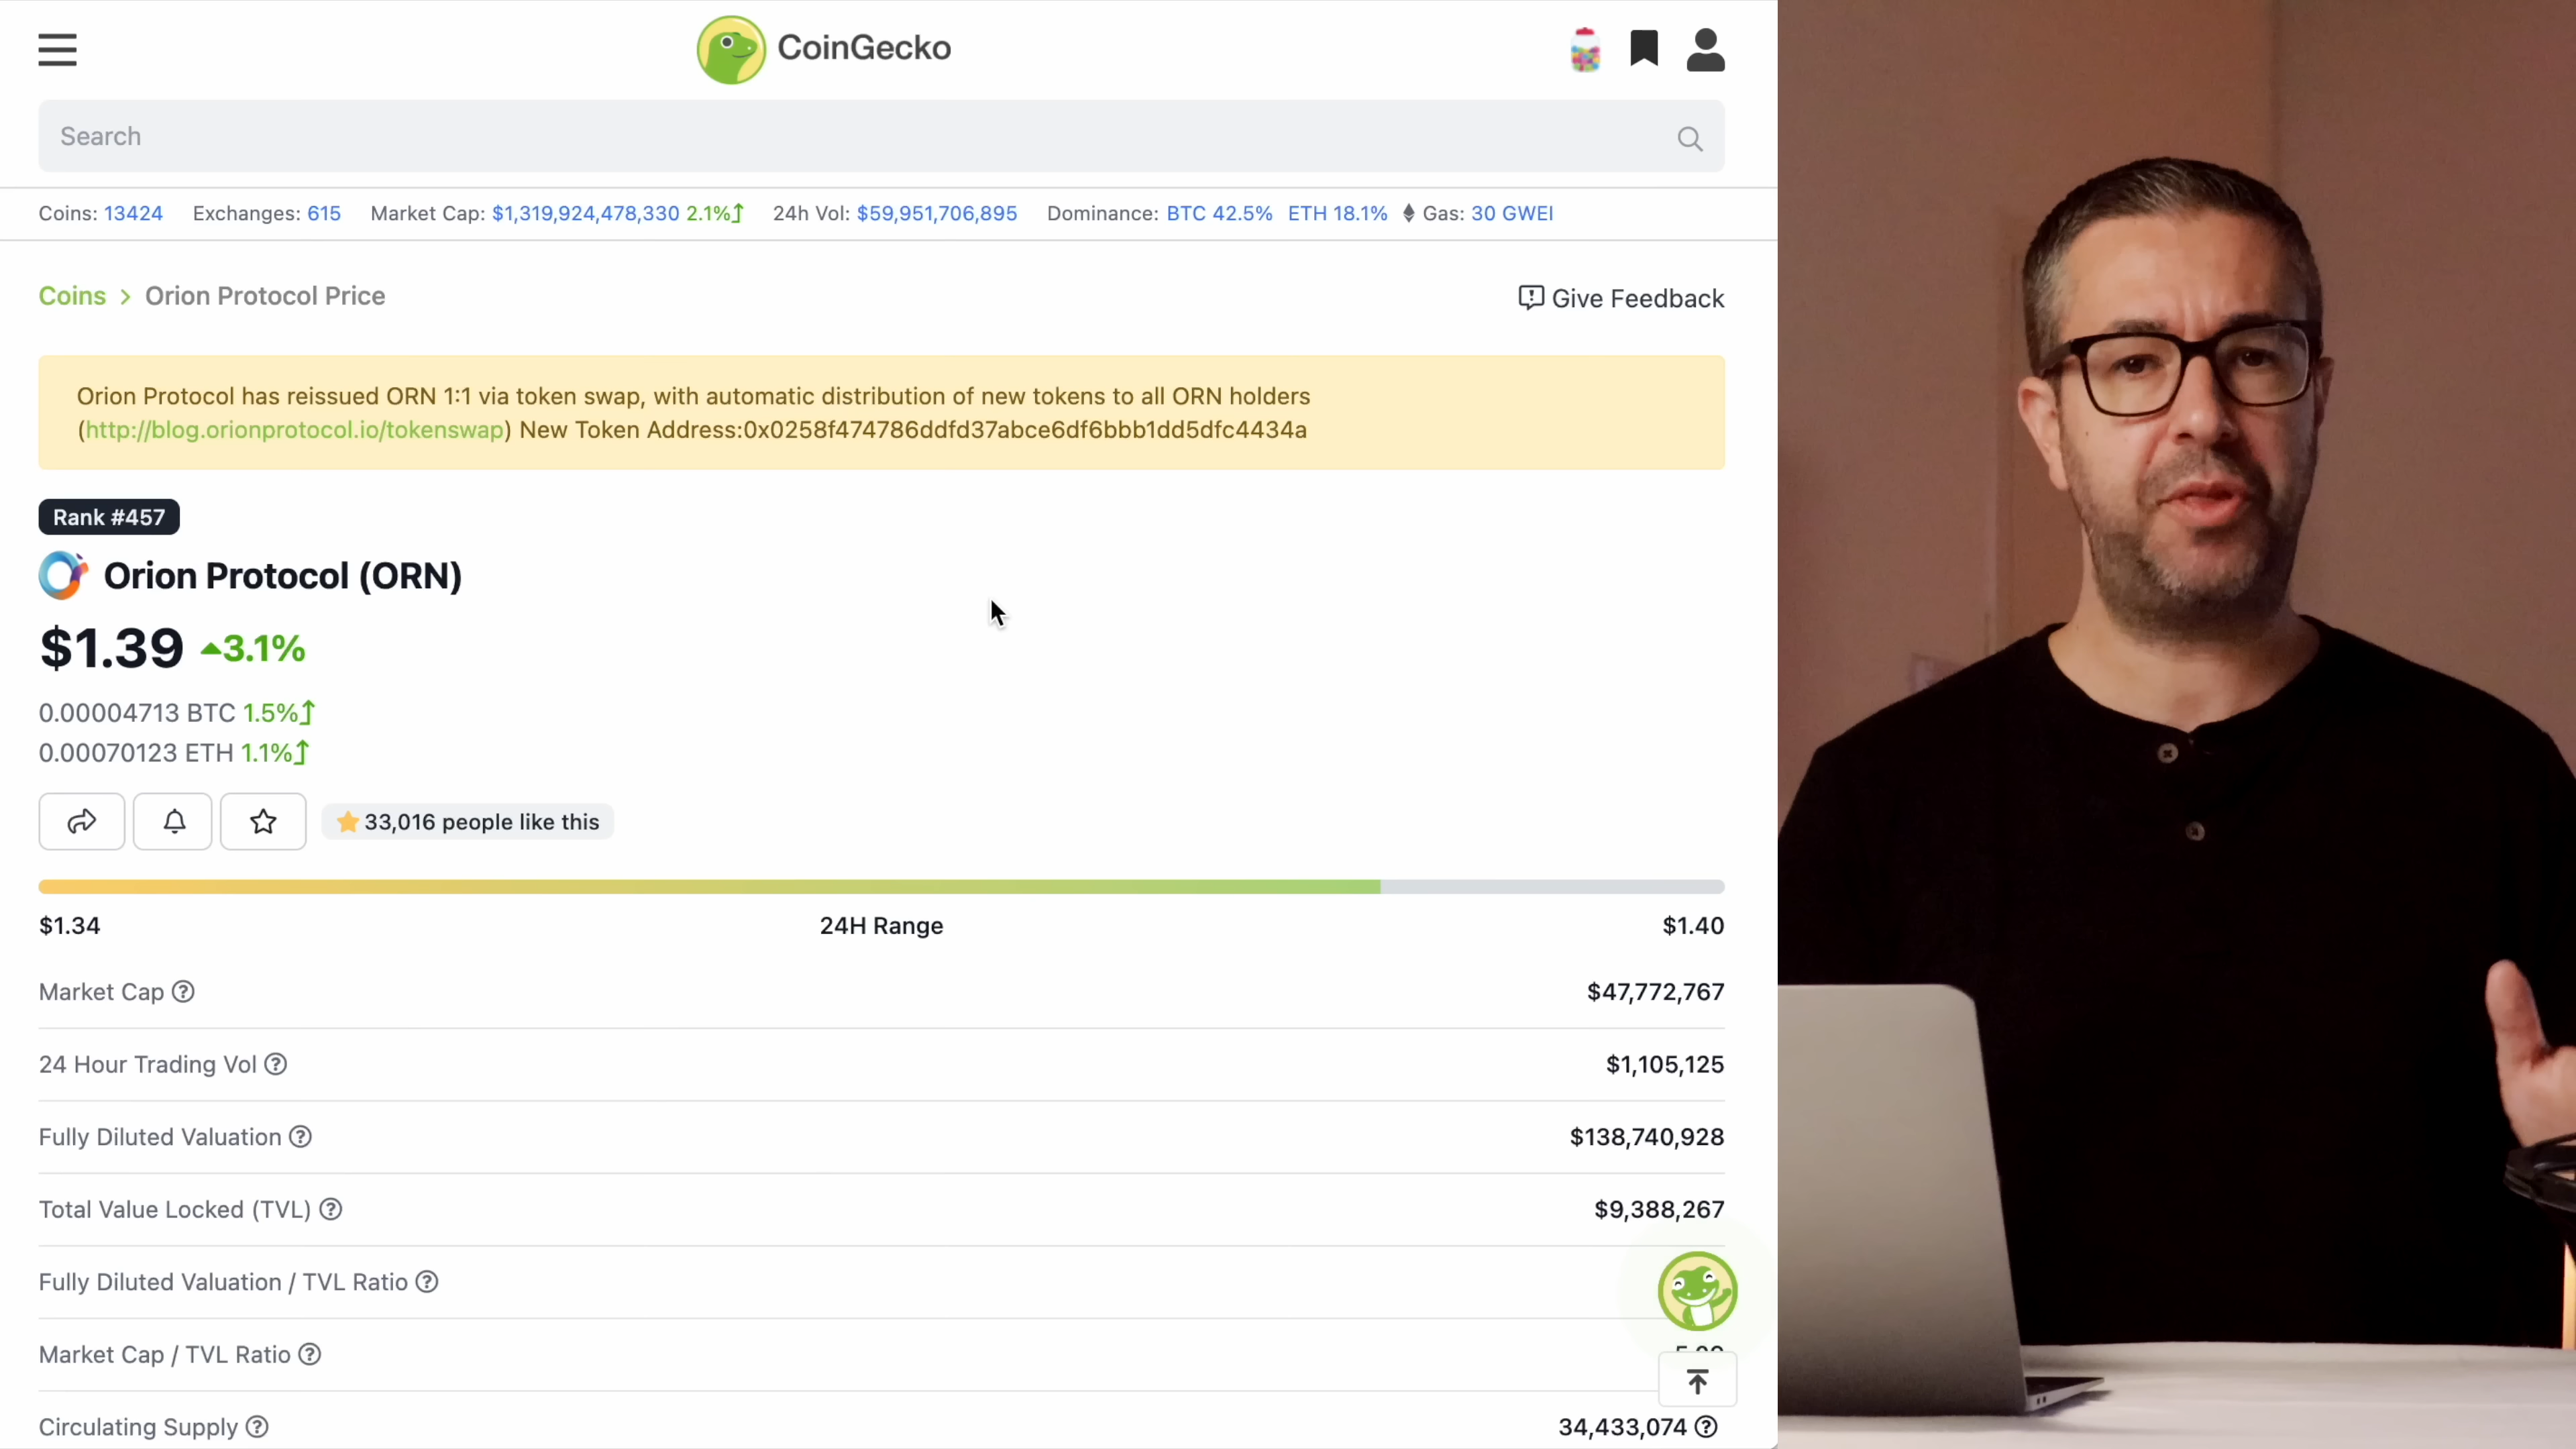 CoinGecko
Search
Coins: 13424 Exchanges: 615 Market Cap: $1,319,924,478,330 2.1% 24h Vol: $59,951,706,895 Dominance: BTC 42.5% ETH 18.1% Gas: 30 GWEI
Coins > Orion Protocol Price
Give Feedback
Orion Protocol has reissued ORN 1:1 via token swap, with automatic distribution of new tokens to all ORN holders
(http://blog.orionprotocol.io/tokenswap) New Token Address:0x0258f474786ddfd37abce6df6bbb1dd5dfc4434a
Rank #457
Orion Protocol (ORN)
$1.39 3.1%
0.00004713 BTC 1.5%
0.00070123 ETH 1.1%
33,016 people like this
$1.34 24H Range $1.40
Market Cap $47,772,767
24 Hour Trading Vol $1,105,125
Fully Diluted Valuation $138,740,928
Total Value Locked (TVL) $9,388,267
Fully Diluted Valuation / TVL Ratio
Market Cap / TVL Ratio
Circulating Supply 34,433,074